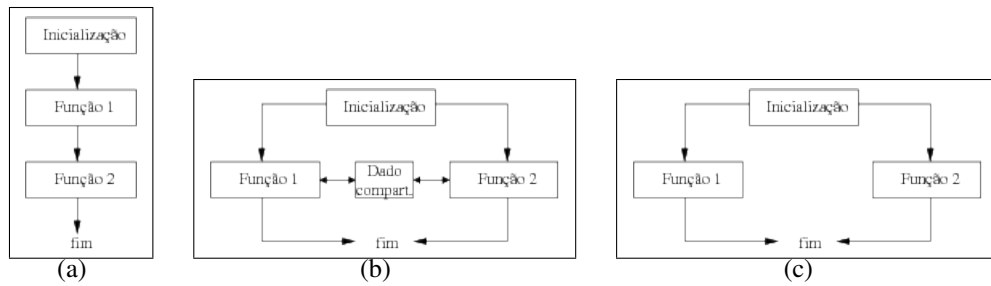 Inicialização
Função 1
Função 2
fim
(a)
Inicialização
Função 1
Dado
compart.
Função 2
fim
(b)
Inicialização
Função 1
Função 2
fim
(c)